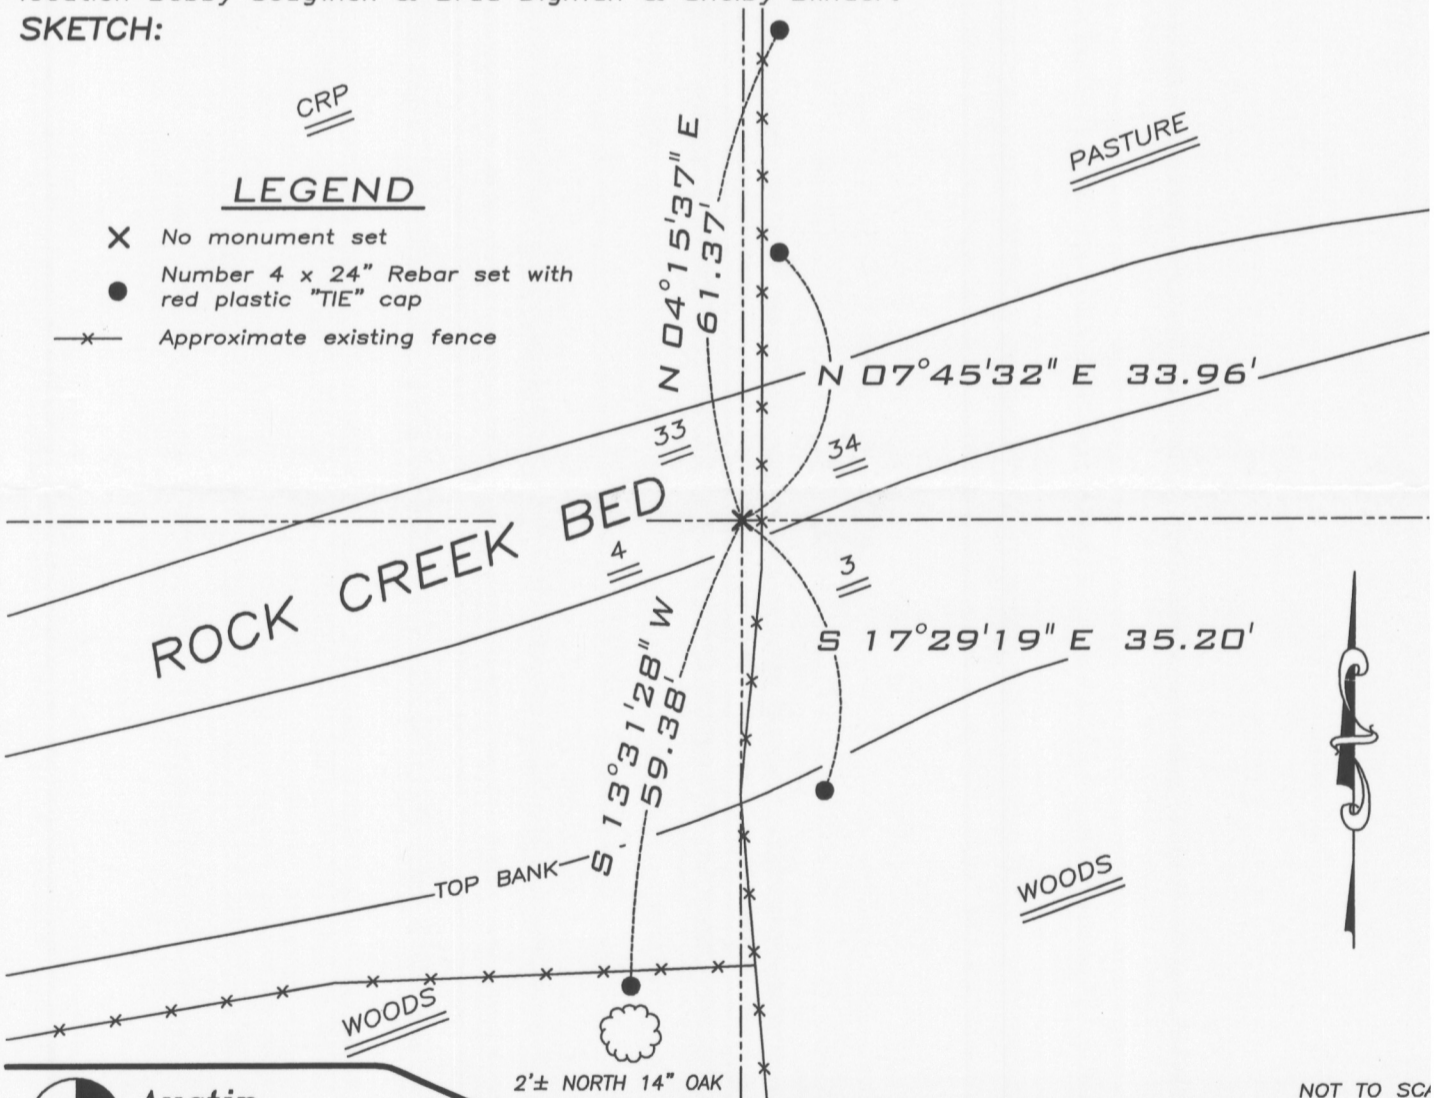 SKETCH:
CRP
LEGEND
No monument set
Number 4 x 24" Rebar set with
red plastic "TIE" cap
Approximate existing fence
PASTURE
N 04°15'37" E
61.37'
N 07°45'32" E 33.96'
33
34
ROCK CREEK BED
4
3
S 17°29'19" E 35.20'
S 13°31'28" W
59.38'
TOP BANK
WOODS
WOODS
2'± NORTH 14" OAK
NOT TO